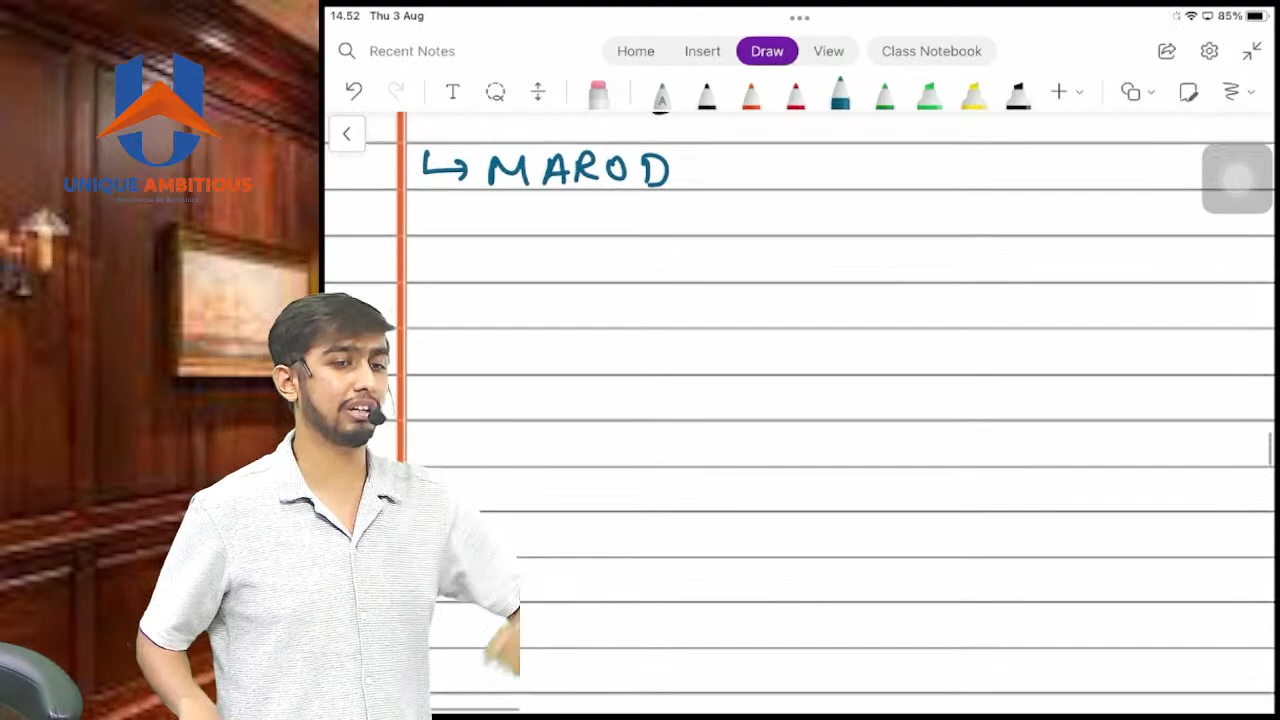 14.52 Thu 3 Aug
85%
Recent Notes
Home Insert Draw View Class Notebook
T
A
UNIQUE AMBITIOUS
↳ MAROD